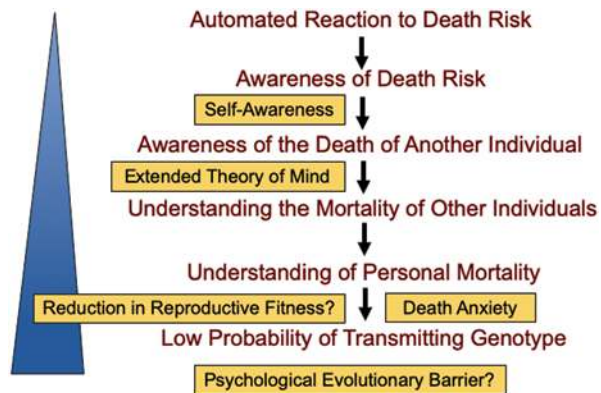 Automated Reaction to Death Risk
Awareness of Death Risk
Self-Awareness
Awareness of the Death of Another Individual
Extended Theory of Mind
Understanding the Mortality of Other Individuals
Understanding of Personal Mortality
Reduction in Reproductive Fitness?
Death Anxiety
Low Probability of Transmitting Genotype
Psychological Evolutionary Barrier?